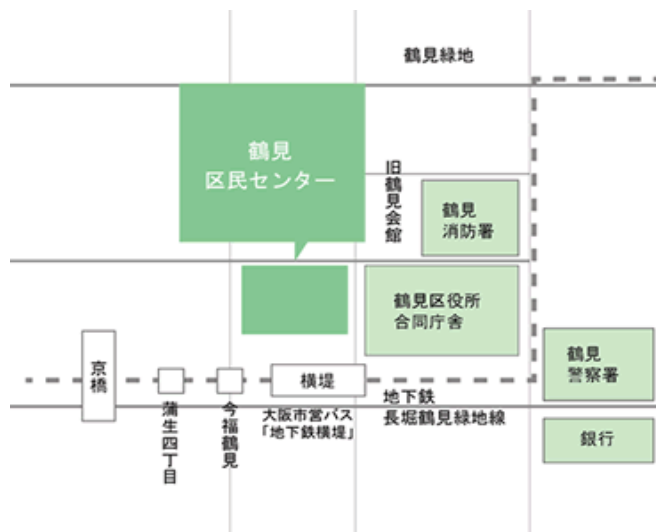 鶴見緑地
鶴見
区民センター
旧鶴見会館
鶴見
消防署
鶴見区役所
合同庁舎
鶴見
警察署
京橋
横堤
蒲生四丁目
今福鶴見
大阪市営バス
「地下鉄横堤」
地下鉄
長堀鶴見緑地線
銀行